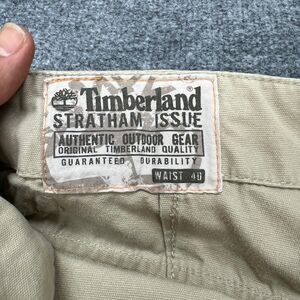 Timberland
STRATHAM ISSUE
AUTHENTIC OUTDOOR GEAR
ORIGINAL TIMBERLAND QUALITY
GUARANTEED DURABILITY
WAIST 40